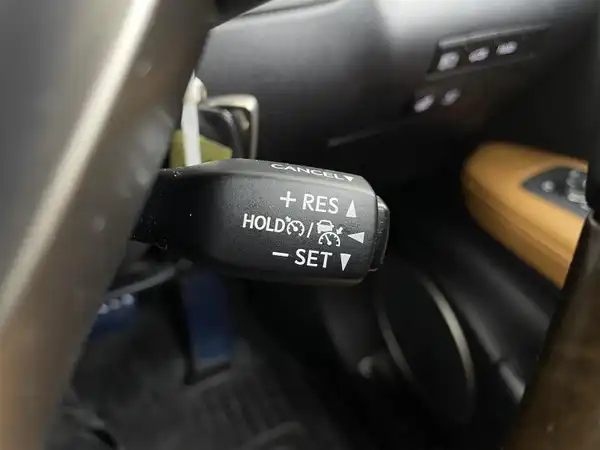 CANCEL
+ RES
HOLD /
− SET